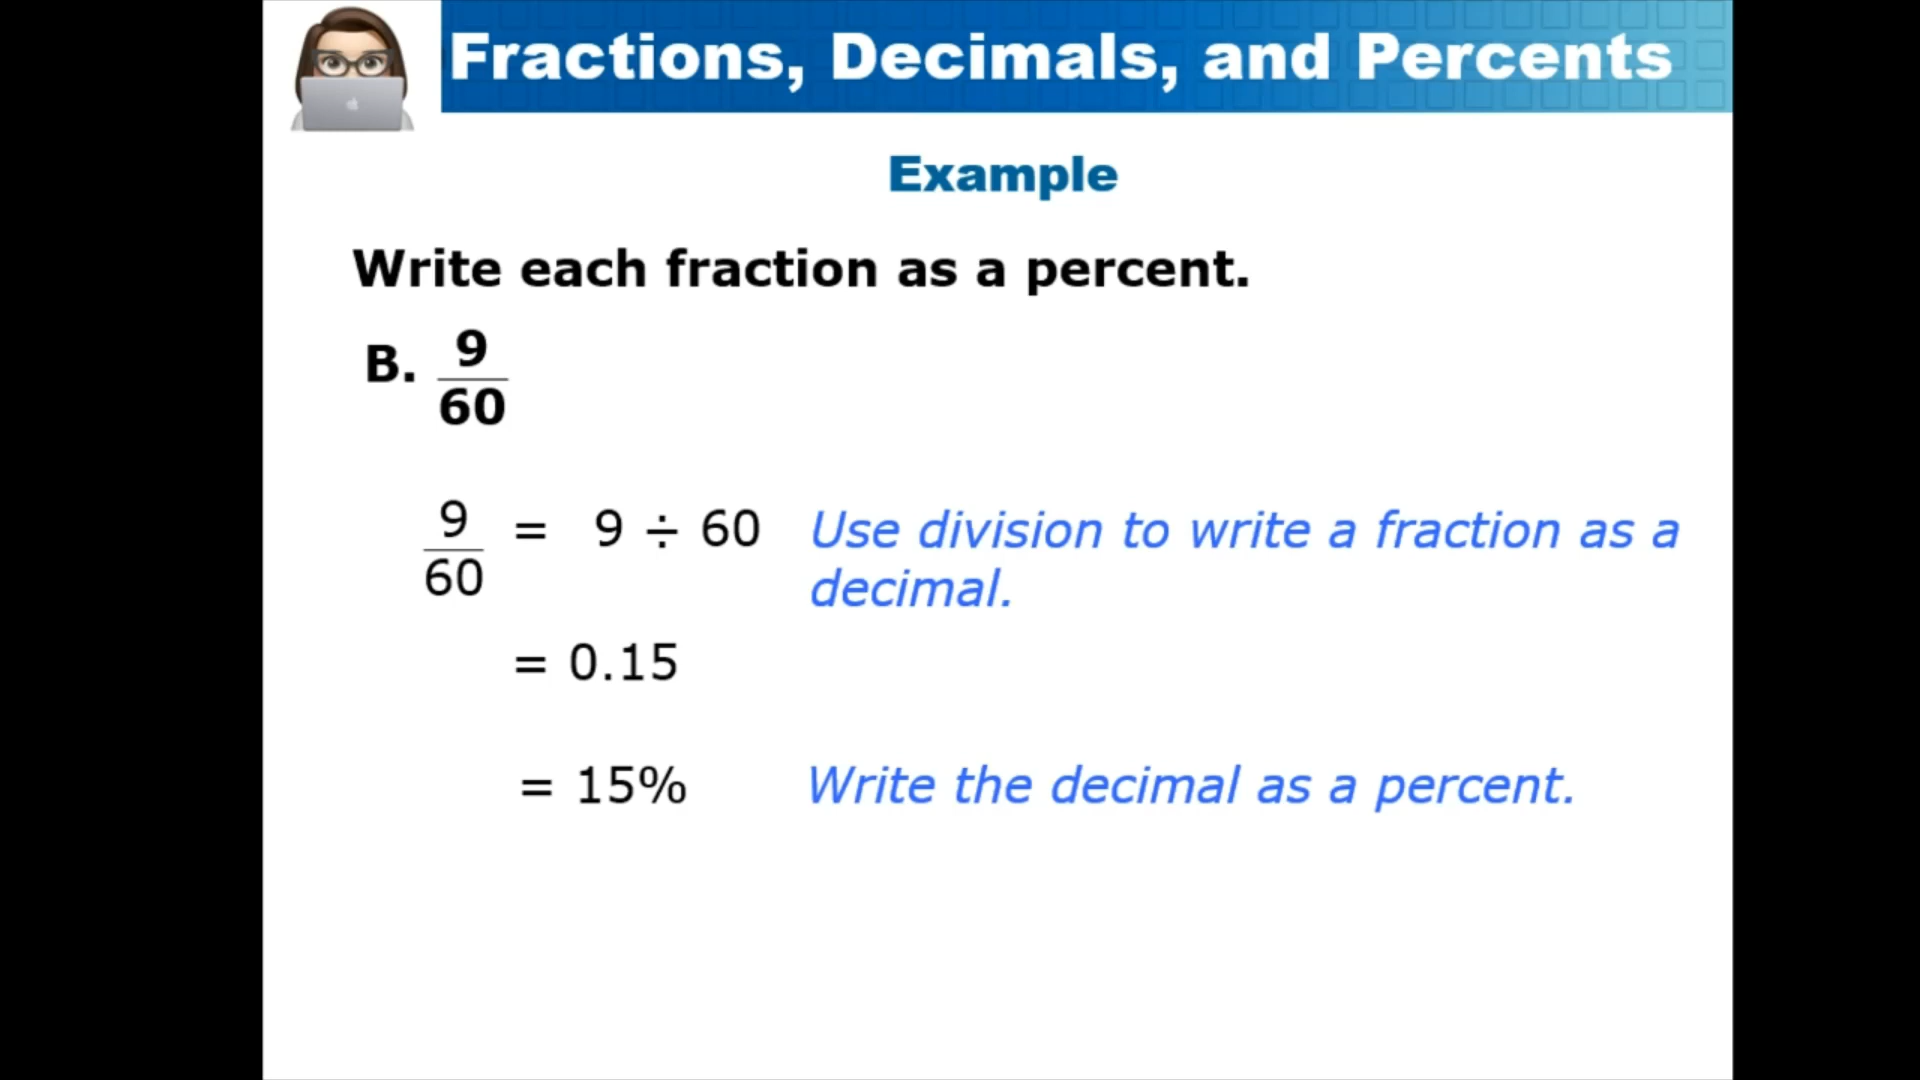 Fractions, Decimals, and Percents
Example
Write each fraction as a percent.
B. 9
60
9
60
= 9 ÷ 60 Use division to write a fraction as a
decimal.
= 0.15
= 15% Write the decimal as a percent.